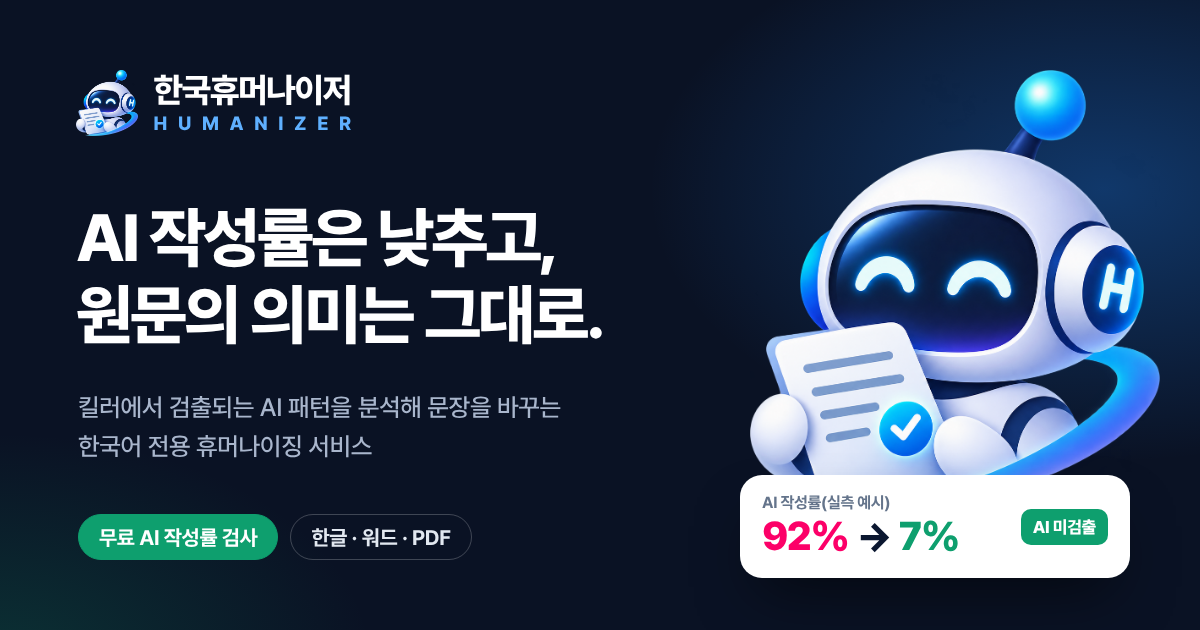 한국휴머나이저
HUMANIZER
AI 작성률은 낮추고,
원문의 의미는 그대로.
킬러에서 검출되는 AI 패턴을 분석해 문장을 바꾸는
한국어 전용 휴머나이징 서비스
무료 AI 작성률 검사
한글 · 워드 · PDF
H
AI 작성률(실측 예시)
92% → 7%
AI 미검출